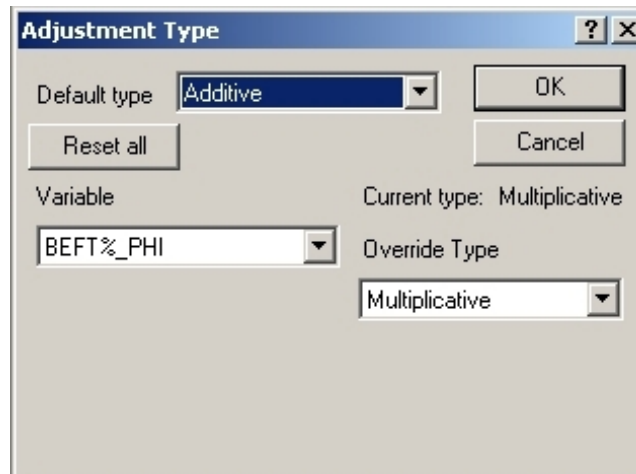 Adjustment Type
Default type Additive OK
Reset all Cancel
Variable Current type: Multiplicative
BEFT%_PHI Override Type
Multiplicative